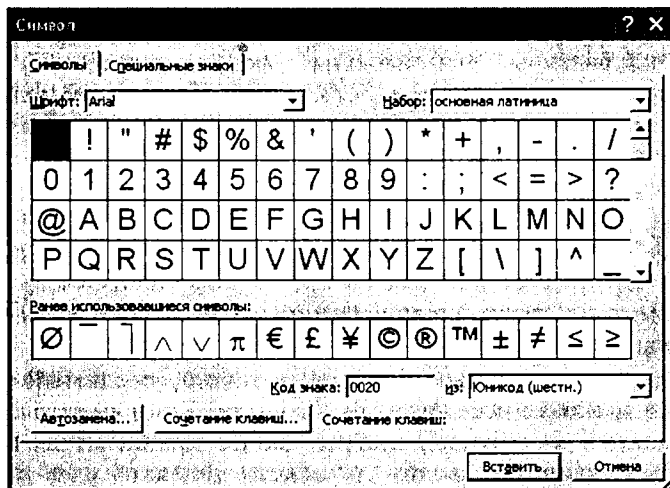 Символ ? ×
Символы Специальные знаки
Шрифт: Arial Набор: основная латиница
! " # $ % & ' ( ) * + , - . /
0 1 2 3 4 5 6 7 8 9 : ; < = > ?
@ A B C D E F G H I J K L M N O
P Q R S T U V W X Y Z [ \ ] ^ _
Ранее использовавшиеся символы:
Ø ¯ ⌉ ∧ ∨ π € £ ¥ © ® ™ ± ≠ ≤ ≥
Код знака: 0020 из: Юникод (шестн.)
Автозамена... Сочетание клавиш... Сочетание клавиш:
Вставить Отмена